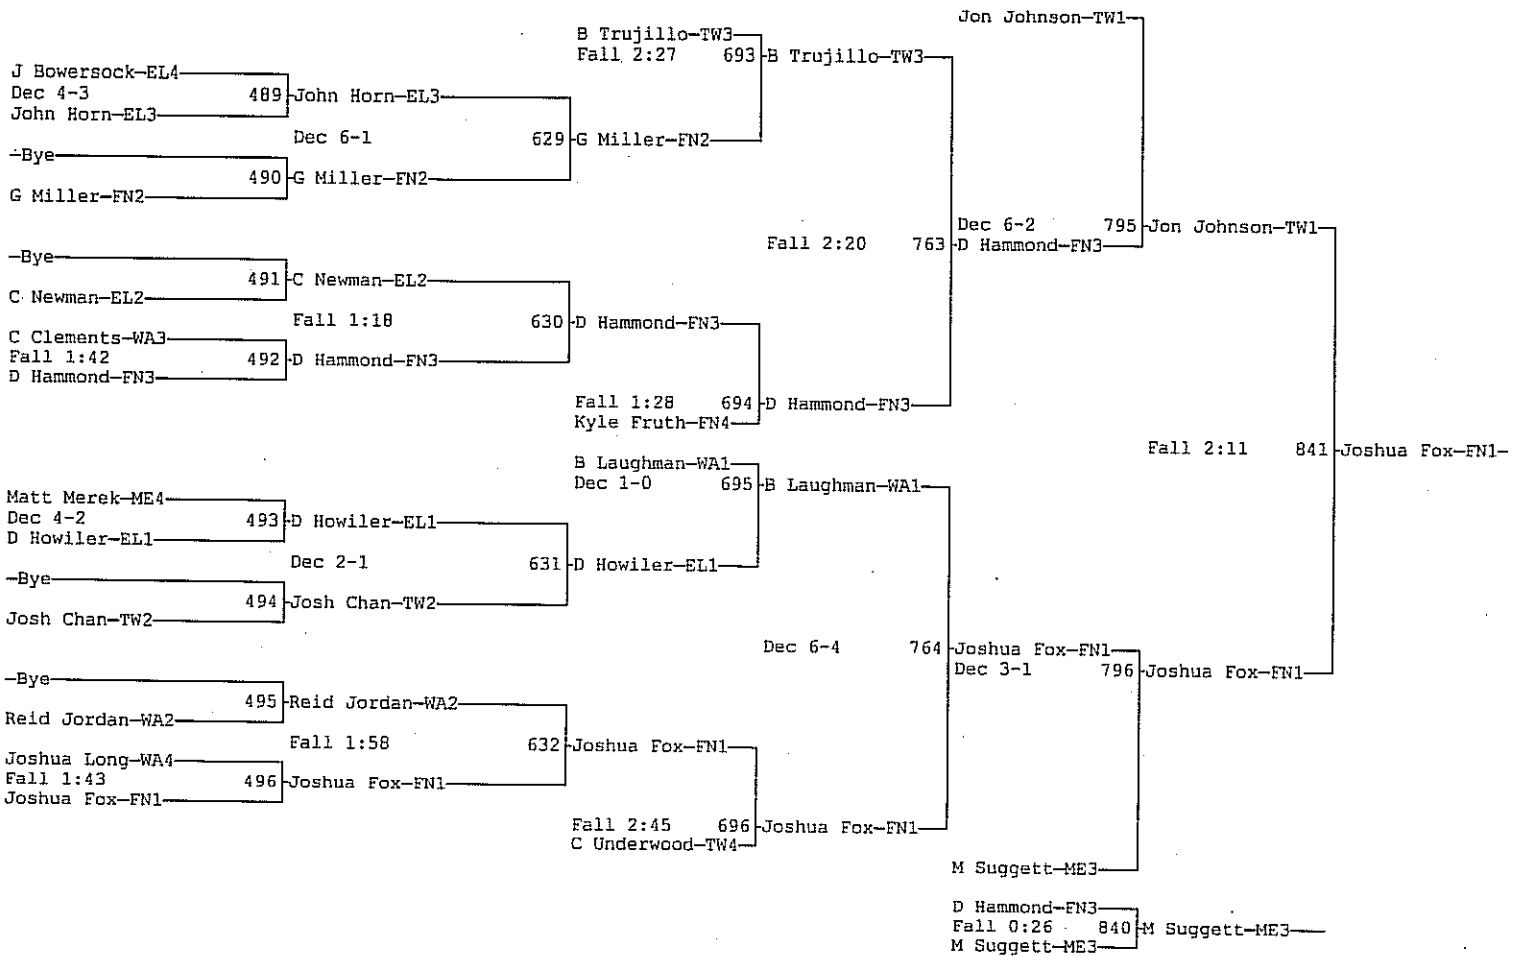 Jon Johnson-TW1
B Trujillo-TW3
Fall 2:27 693 B Trujillo-TW3
J Bowersock-EL4
Dec 4-3 489 John Horn-EL3
John Horn-EL3
Dec 6-1 629 G Miller-FN2
-Bye
490 G Miller-FN2
G Miller-FN2
Dec 6-2 795 Jon Johnson-TW1
Fall 2:20 763 D Hammond-FN3
-Bye
491 C Newman-EL2
C Newman-EL2
Fall 1:18 630 D Hammond-FN3
C Clements-WA3
Fall 1:42 492 D Hammond-FN3
D Hammond-FN3
Fall 1:28 694 D Hammond-FN3
Kyle Fruth-FN4
Fall 2:11 841 Joshua Fox-FN1-
B Laughman-WA1
Dec 1-0 695 B Laughman-WA1
Matt Merek-ME4
Dec 4-2 493 D Howiler-EL1
D Howiler-EL1
Dec 2-1 631 D Howiler-EL1
-Bye
494 Josh Chan-TW2
Josh Chan-TW2
Dec 6-4 764 Joshua Fox-FN1
Dec 3-1 796 Joshua Fox-FN1
-Bye
495 Reid Jordan-WA2
Reid Jordan-WA2
Fall 1:58 632 Joshua Fox-FN1
Joshua Long-WA4
Fall 1:43 496 Joshua Fox-FN1
Joshua Fox-FN1
Fall 2:45 696 Joshua Fox-FN1
C Underwood-TW4
M Suggett-ME3
D Hammond-FN3
Fall 0:26 840 M Suggett-ME3
M Suggett-ME3